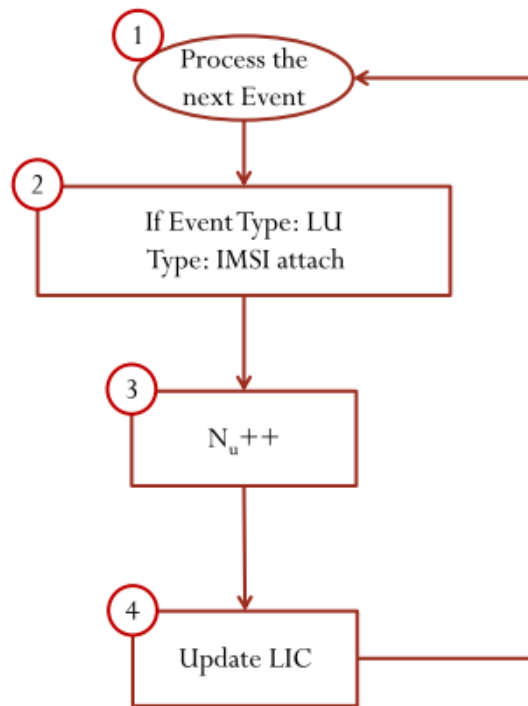 1
Process the
next Event
2
If Event Type: LU
Type: IMSI attach
3
Nᵤ++
4
Update LIC